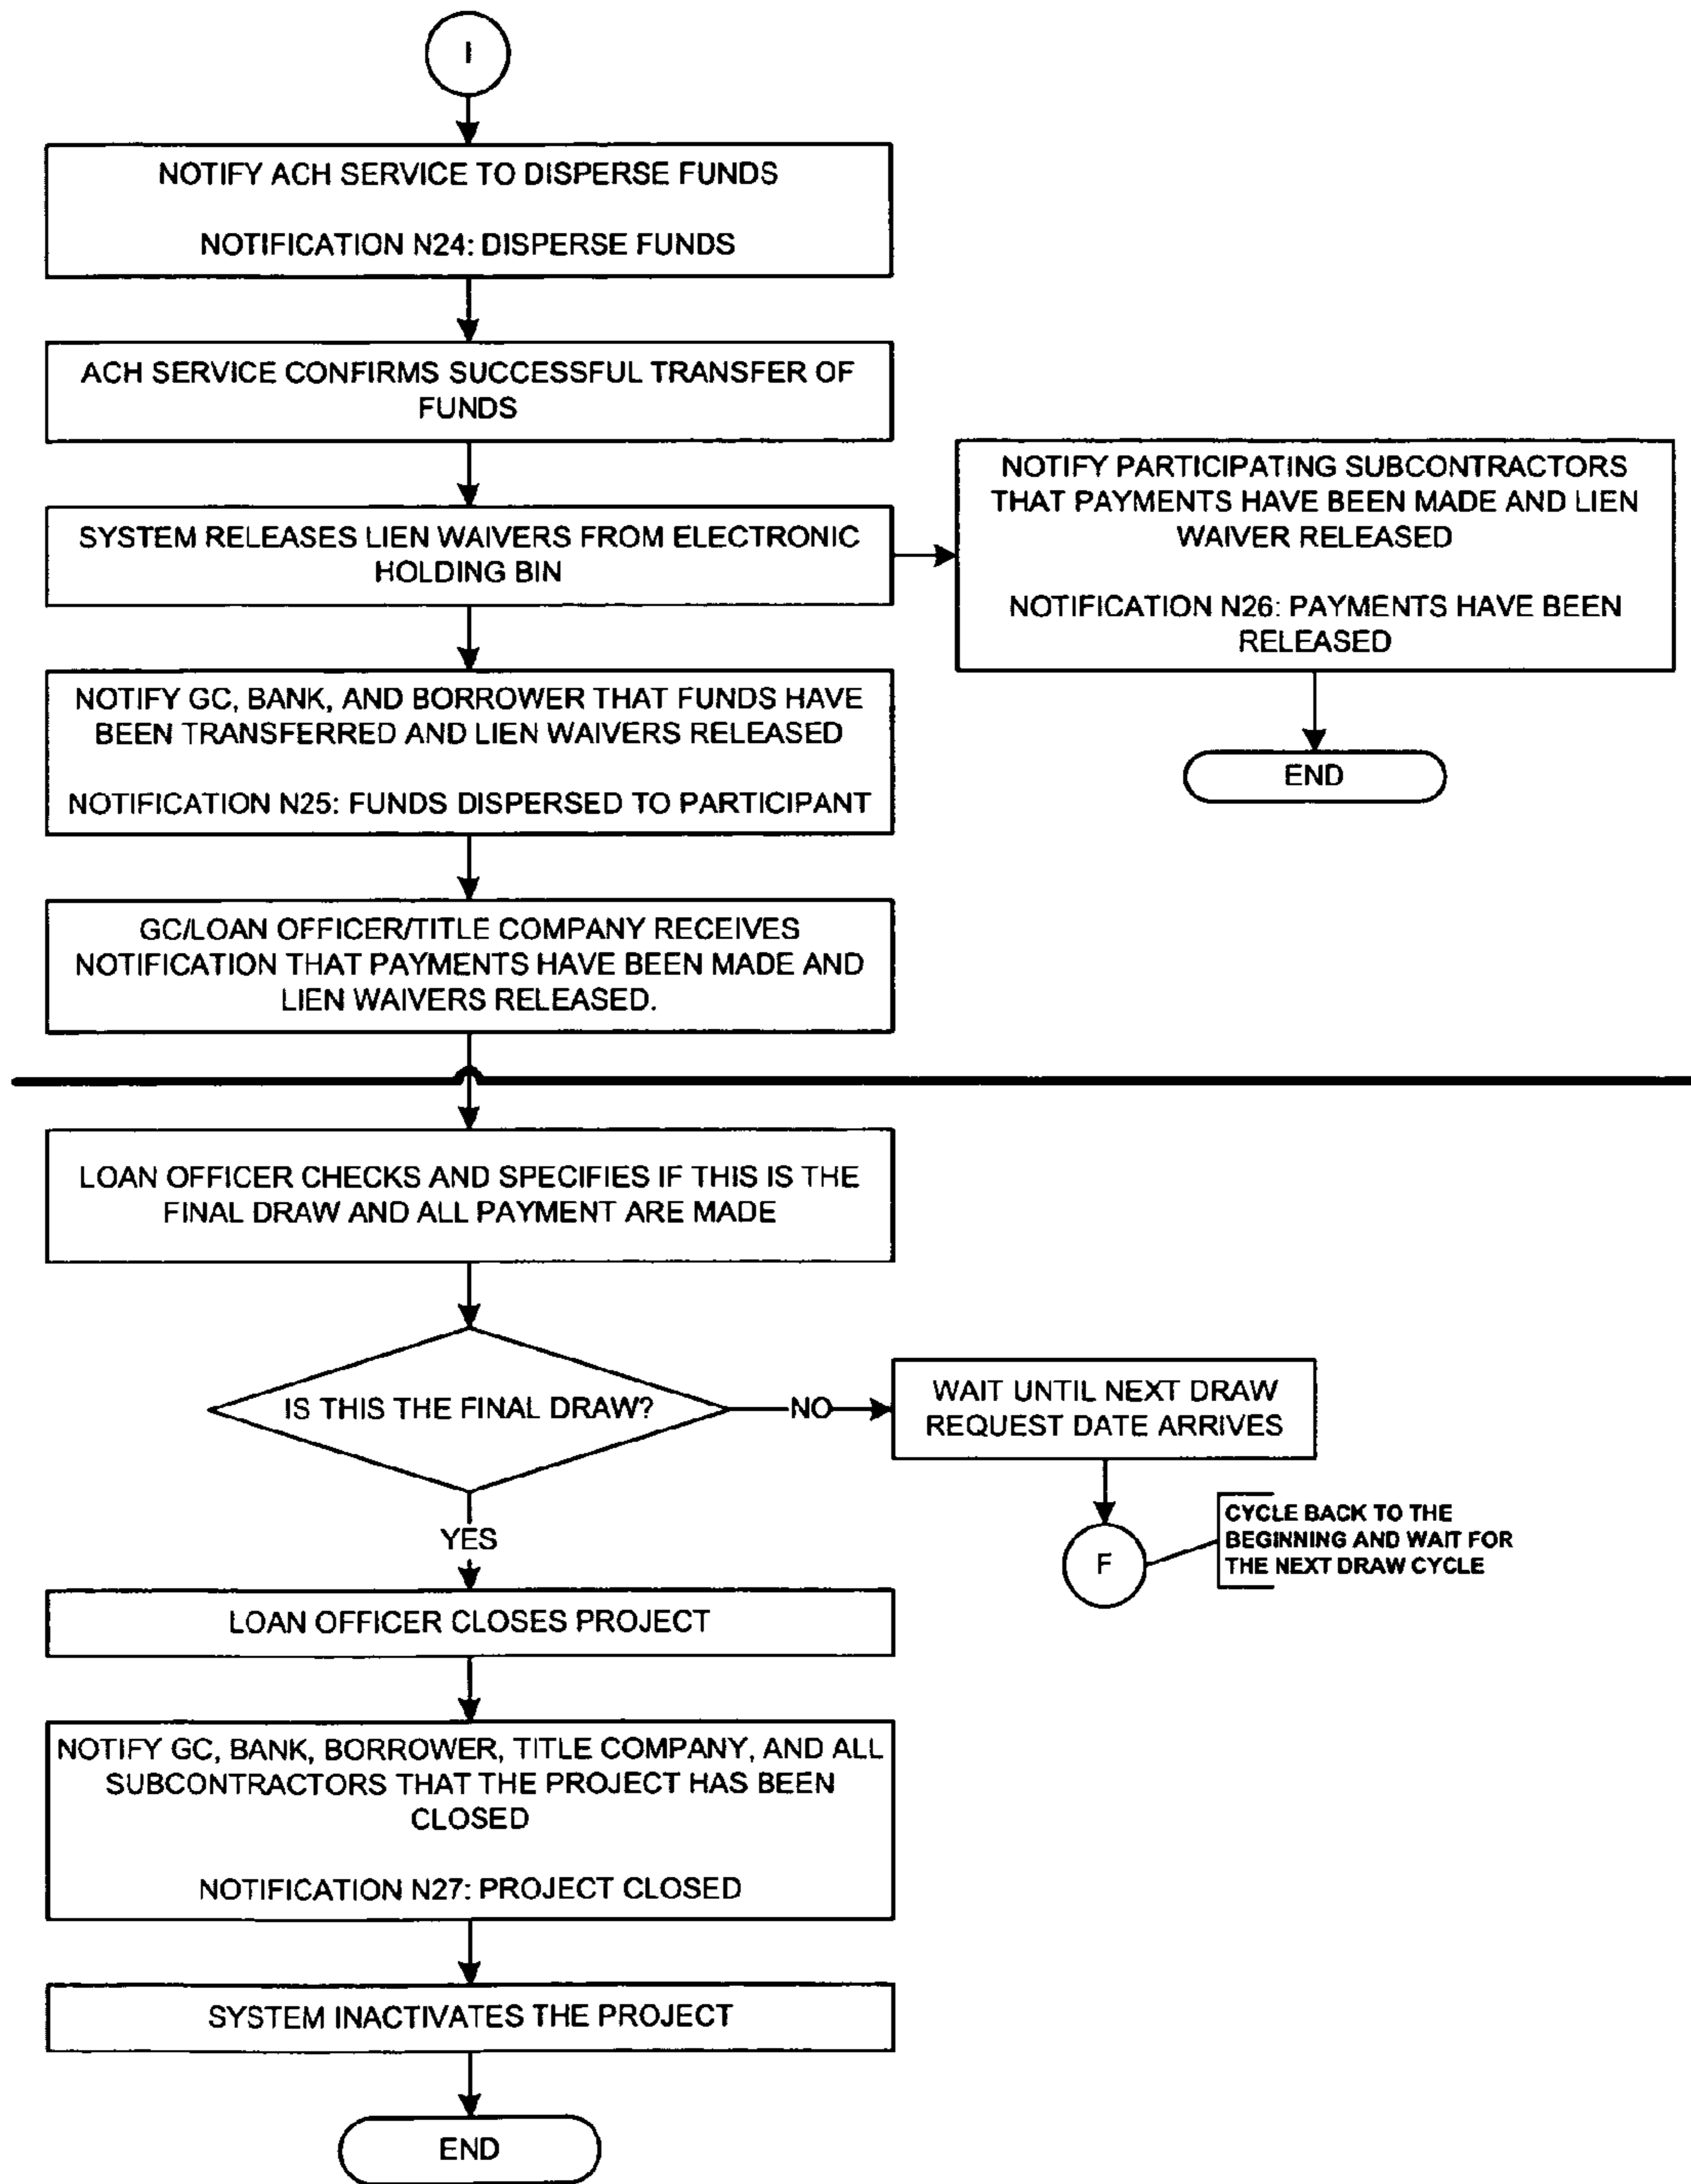 I
NOTIFY ACH SERVICE TO DISPERSE FUNDS
NOTIFICATION N24: DISPERSE FUNDS
ACH SERVICE CONFIRMS SUCCESSFUL TRANSFER OF
FUNDS
SYSTEM RELEASES LIEN WAIVERS FROM ELECTRONIC
HOLDING BIN
NOTIFY PARTICIPATING SUBCONTRACTORS
THAT PAYMENTS HAVE BEEN MADE AND LIEN
WAIVER RELEASED
NOTIFICATION N26: PAYMENTS HAVE BEEN
RELEASED
END
NOTIFY GC, BANK, AND BORROWER THAT FUNDS HAVE
BEEN TRANSFERRED AND LIEN WAIVERS RELEASED
NOTIFICATION N25: FUNDS DISPERSED TO PARTICIPANT
GC/LOAN OFFICER/TITLE COMPANY RECEIVES
NOTIFICATION THAT PAYMENTS HAVE BEEN MADE AND
LIEN WAIVERS RELEASED.
LOAN OFFICER CHECKS AND SPECIFIES IF THIS IS THE
FINAL DRAW AND ALL PAYMENT ARE MADE
IS THIS THE FINAL DRAW?
NO
WAIT UNTIL NEXT DRAW
REQUEST DATE ARRIVES
F
CYCLE BACK TO THE
BEGINNING AND WAIT FOR
THE NEXT DRAW CYCLE
YES
LOAN OFFICER CLOSES PROJECT
NOTIFY GC, BANK, BORROWER, TITLE COMPANY, AND ALL
SUBCONTRACTORS THAT THE PROJECT HAS BEEN
CLOSED
NOTIFICATION N27: PROJECT CLOSED
SYSTEM INACTIVATES THE PROJECT
END